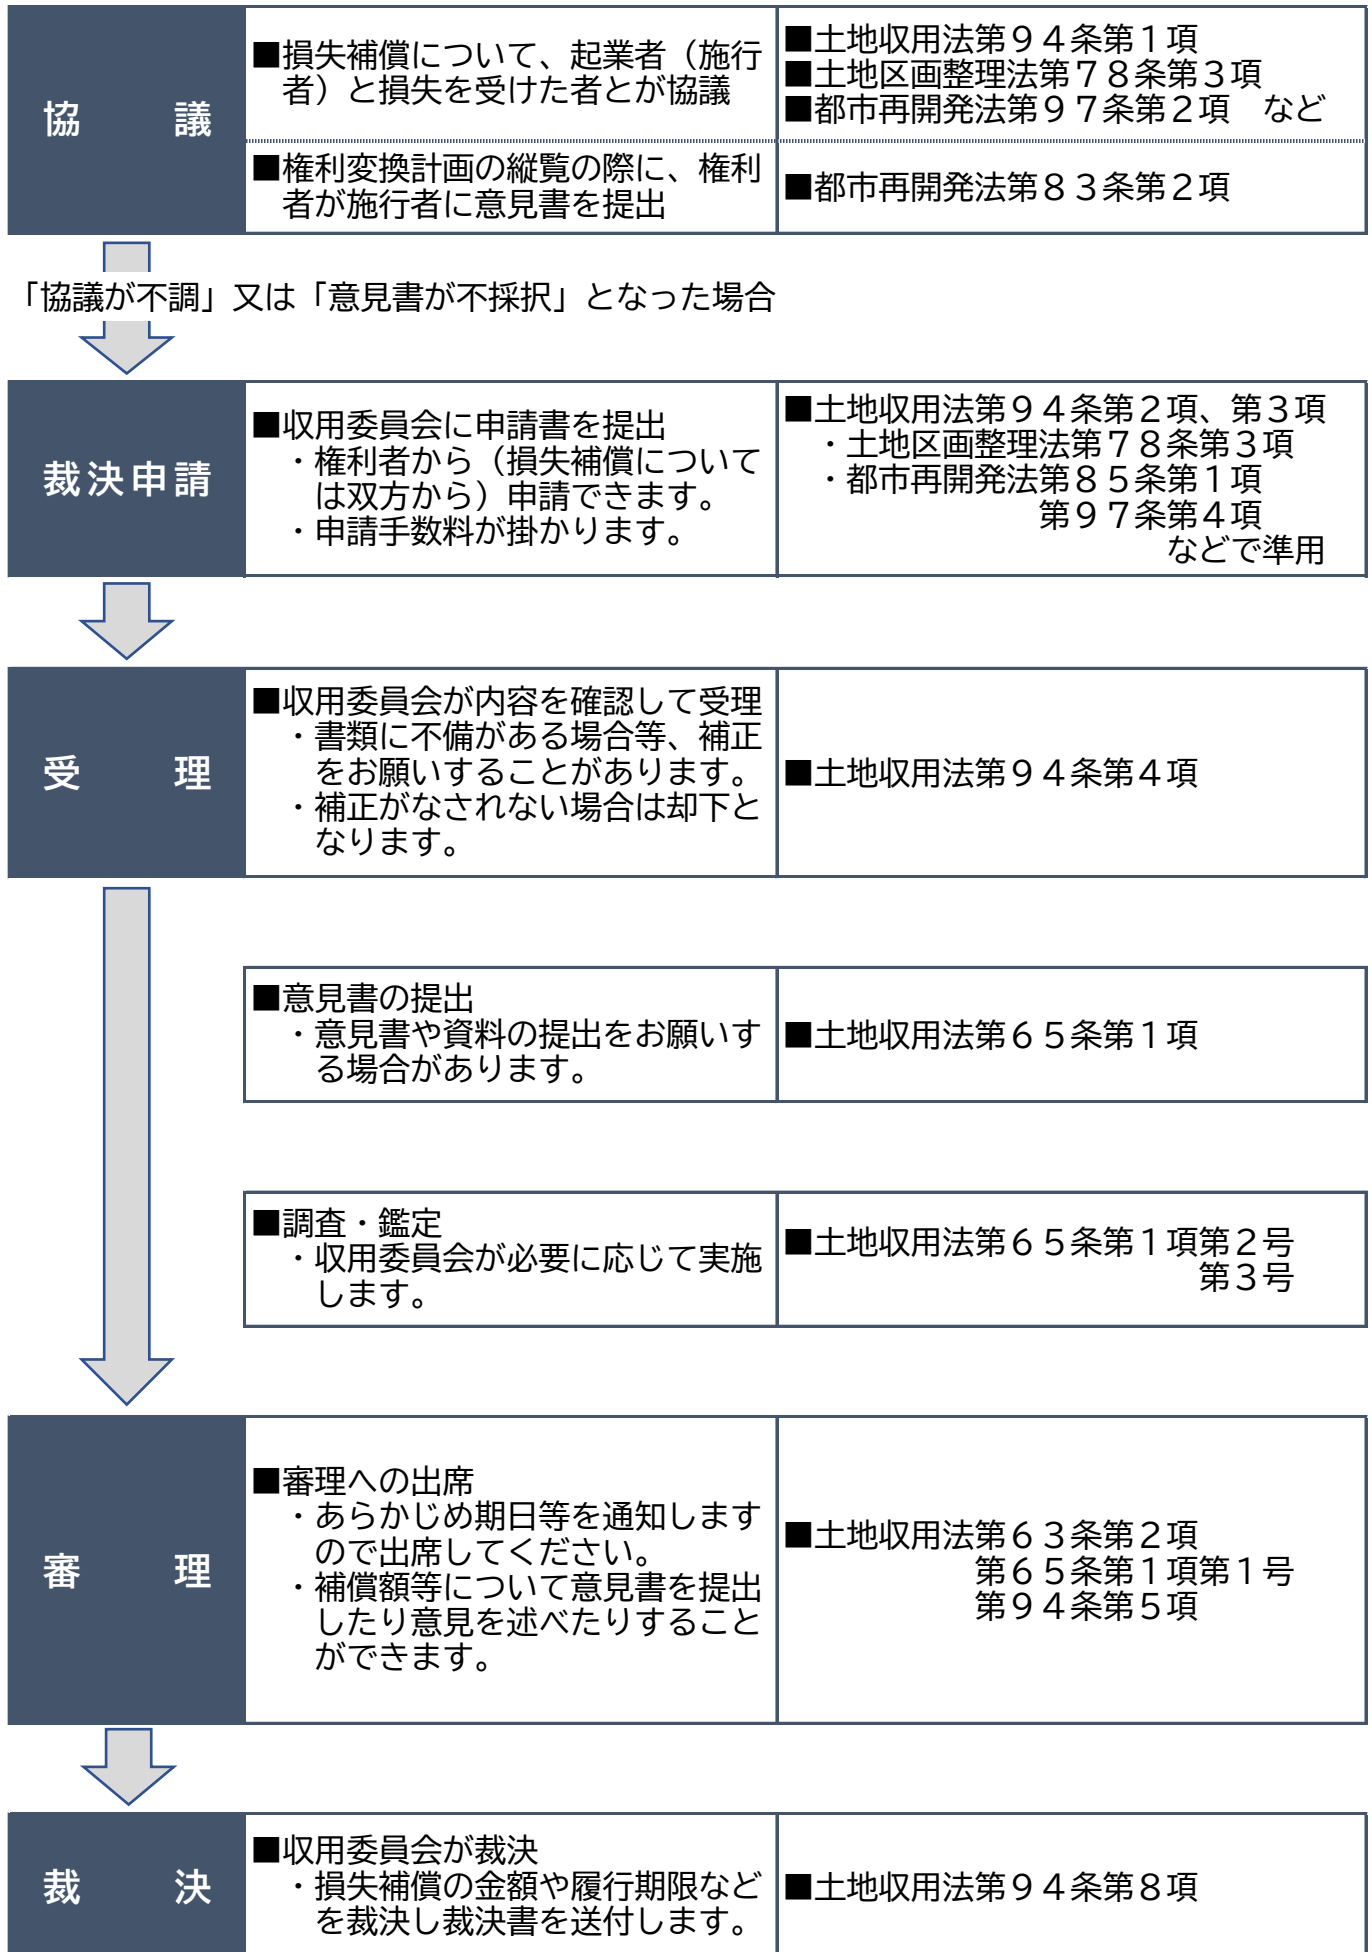 協　　議
■損失補償について、起業者（施行
者）と損失を受けた者とが協議
■土地収用法第９４条第１項
■土地区画整理法第７８条第３項
■都市再開発法第９７条第２項　など
■権利変換計画の縦覧の際に、権利
者が施行者に意見書を提出
■都市再開発法第８３条第２項
「協議が不調」又は「意見書が不採択」となった場合
裁決申請
■収用委員会に申請書を提出
・権利者から（損失補償について
は双方から）申請できます。
・申請手数料が掛かります。
■土地収用法第９４条第２項、第３項
・土地区画整理法第７８条第３項
・都市再開発法第８５条第１項
第９７条第４項
などで準用
受　　理
■収用委員会が内容を確認して受理
・書類に不備がある場合等、補正
をお願いすることがあります。
・補正がなされない場合は却下と
なります。
■土地収用法第９４条第４項
■意見書の提出
・意見書や資料の提出をお願いす
る場合があります。
■土地収用法第６５条第１項
■調査・鑑定
・収用委員会が必要に応じて実施
します。
■土地収用法第６５条第１項第２号
第３号
審　　理
■審理への出席
・あらかじめ期日等を通知します
ので出席してください。
・補償額等について意見書を提出
したり意見を述べたりすること
ができます。
■土地収用法第６３条第２項
第６５条第１項第１号
第９４条第５項
裁　　決
■収用委員会が裁決
・損失補償の金額や履行期限など
を裁決し裁決書を送付します。
■土地収用法第９４条第８項